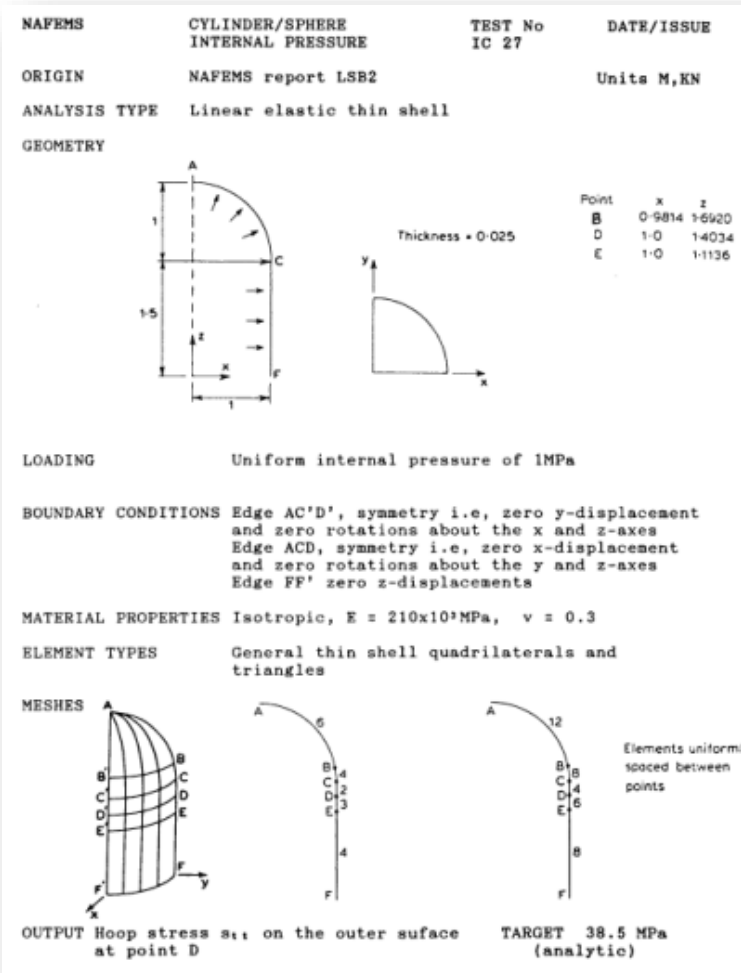 NAFEMS CYLINDER/SPHERE INTERNAL PRESSURE TEST No IC 27 DATE/ISSUE
ORIGIN NAFEMS report LSB2 Units M,KN
ANALYSIS TYPE Linear elastic thin shell
GEOMETRY
A
1
C
1·5
z
x
F
1
Thickness = 0·025
y
x
Point x z
B 0·9814 1·6920
D 1·0 1·4034
E 1·0 1·1136
LOADING Uniform internal pressure of 1MPa
BOUNDARY CONDITIONS Edge AC'D', symmetry i.e, zero y-displacement
and zero rotations about the x and z-axes
Edge ACD, symmetry i.e, zero x-displacement
and zero rotations about the y and z-axes
Edge FF' zero z-displacements
MATERIAL PROPERTIES Isotropic, E = 210x10³MPa, v = 0.3
ELEMENT TYPES General thin shell quadrilaterals and
triangles
MESHES
A
B' B
C' C
D' D
E' E
F' F
y
x
A
6
B 4
C 2
D 3
E
4
F
A
12
B 8
C 4
D 6
E
8
F
Elements uniform
spaced between
points
OUTPUT Hoop stress stt on the outer suface TARGET 38.5 MPa
at point D (analytic)